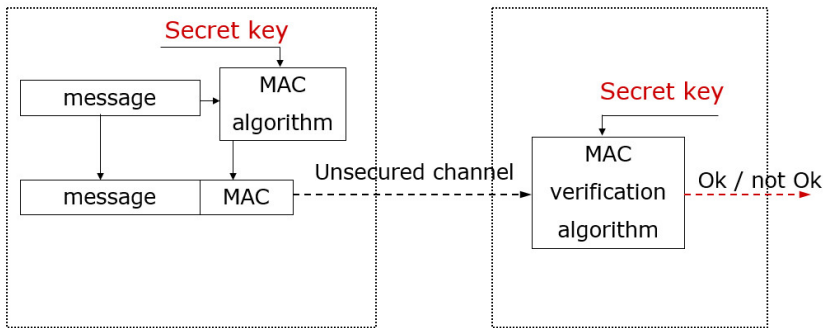 Secret key
MAC
algorithm
message
message
MAC
Unsecured channel
Secret key
MAC
verification
algorithm
Ok / not Ok